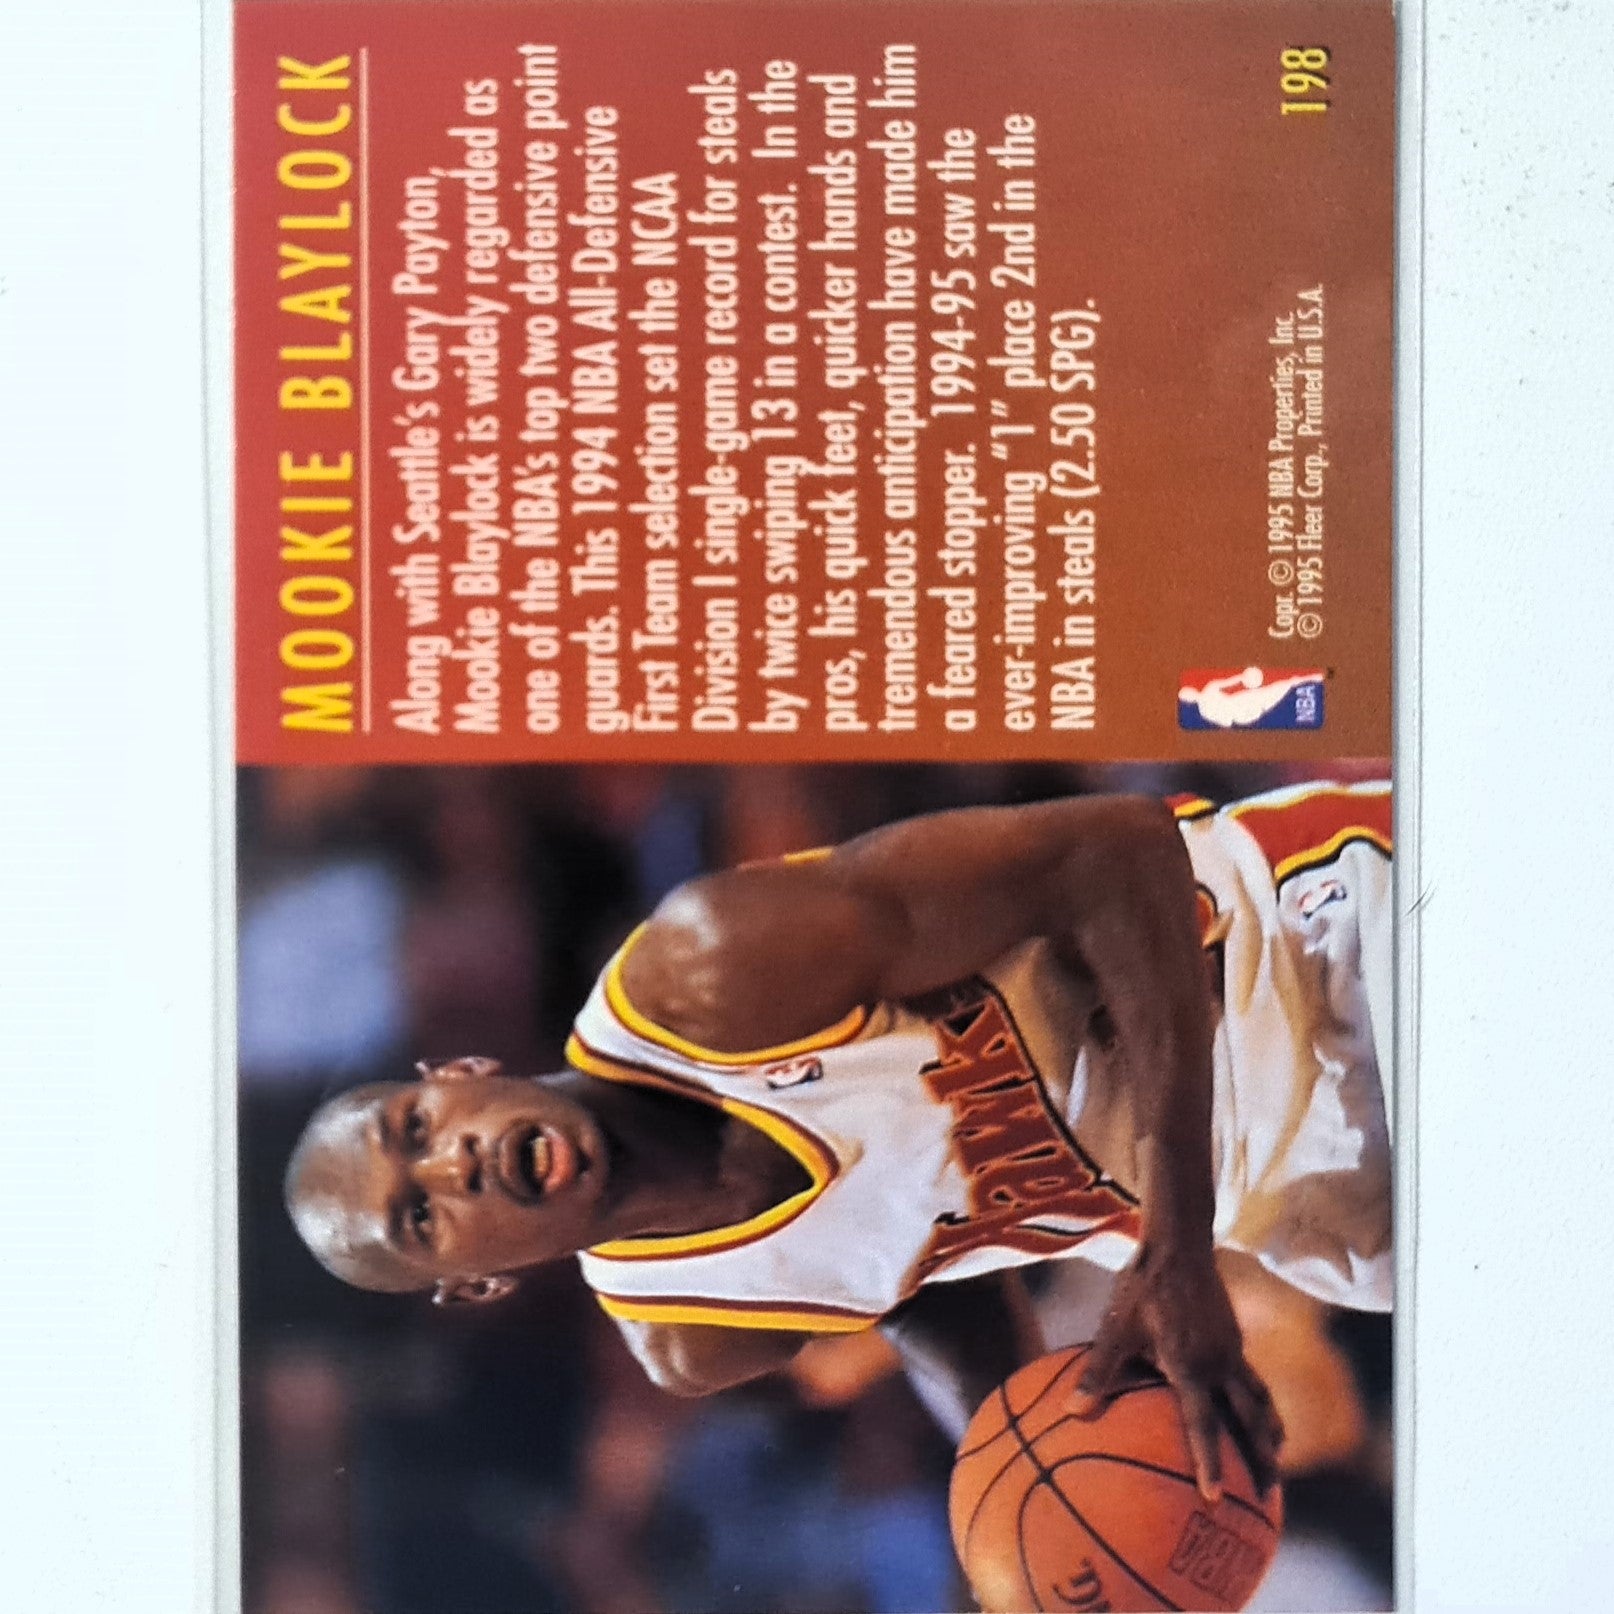 MOOKIE BLAYLOCK
Along with Seattle's Gary Payton,
Mookie Blaylock is widely regarded as
one of the NBA's top two defensive point
guards. This 1994 NBA All-Defensive
First Team selection set the NCAA
Division I single-game record for steals
by twice swiping 13 in a contest. In the
pros, his quick feet, quicker hands and
tremendous anticipation have made him
a feared stopper. 1994-95 saw the
ever-improving "1" place 2nd in the
NBA in steals (2.50 SPG).
NBA
Copr. © 1995 NBA Properties, Inc.
© 1995 Fleer Corp., Printed in U.S.A.
198
Hawks
NBA